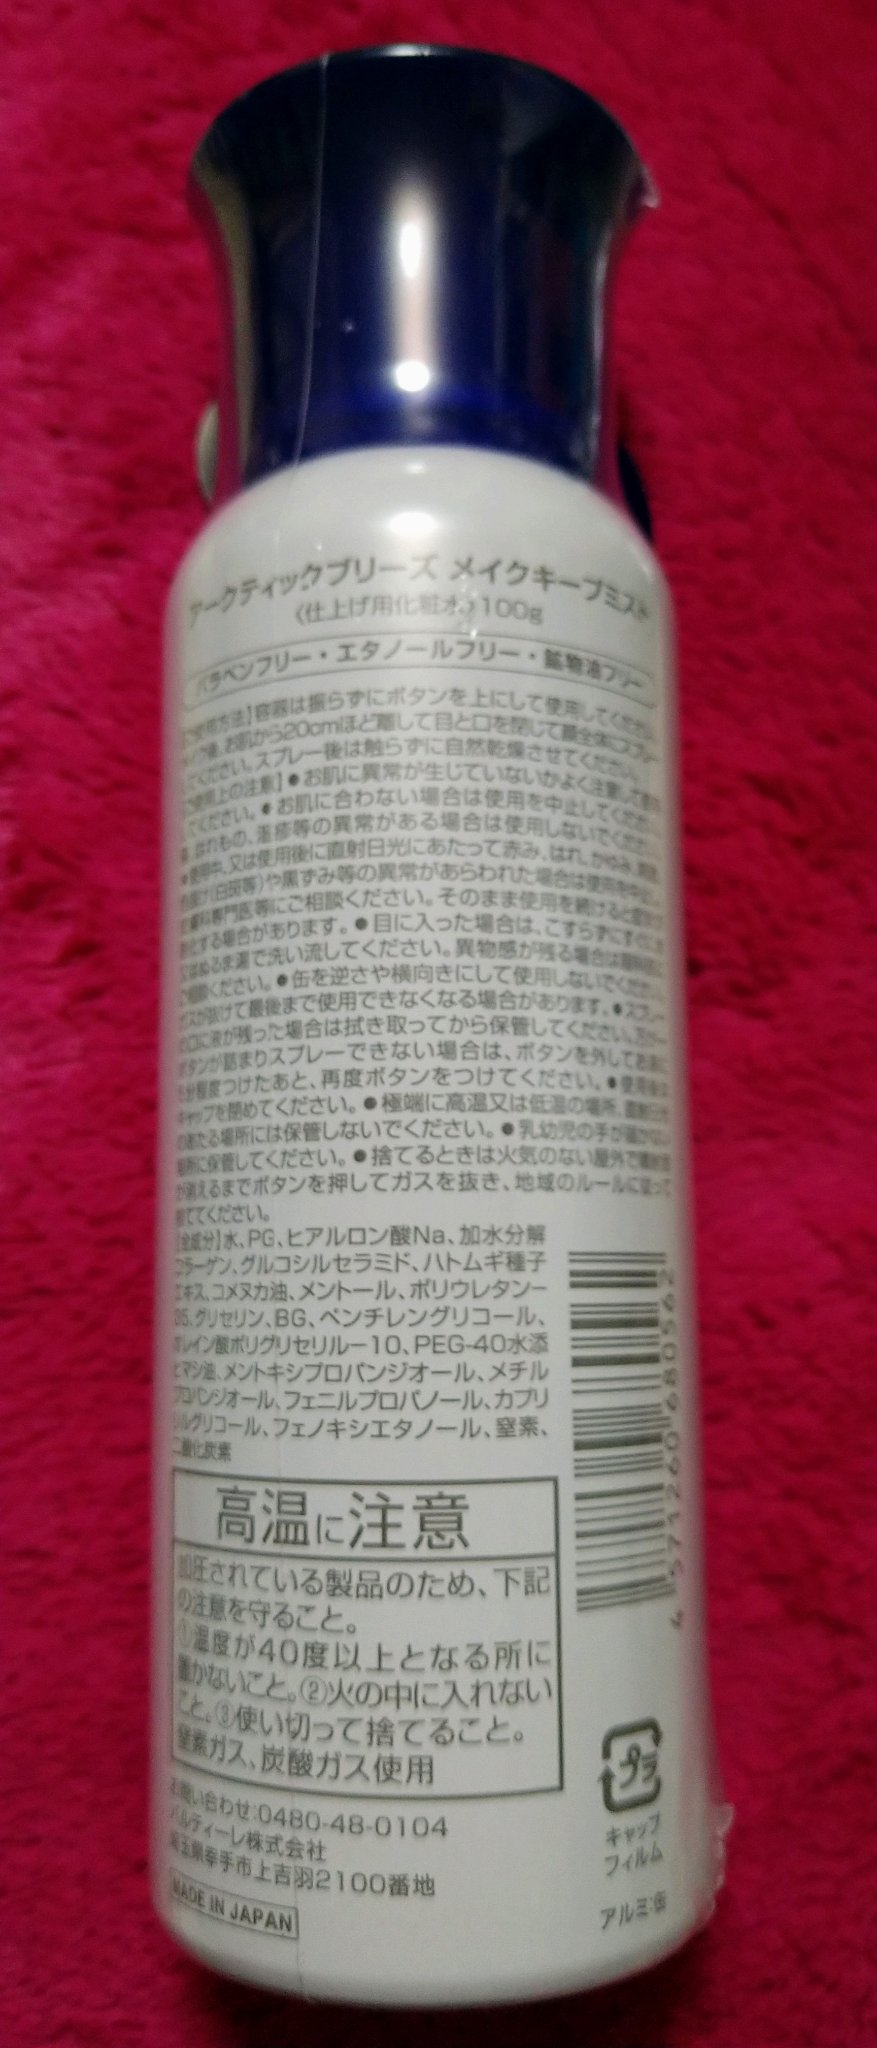 アークティックブリーズ メイクキープミスト
〈仕上げ用化粧水〉100g
パラベンフリー・エタノールフリー・鉱物油フリー
使用方法】容器は振らずにボタンを上にして使用してください。
お肌から20cmほど離して目と口を閉じて顔全体にスプレー
してください。スプレー後は触らずに自然乾燥させてください。
使用上の注意】●お肌に異常が生じていないかよく注意して使用
してください。●お肌に合わない場合は使用を中止してください。
はれもの、湿疹等の異常がある場合は使用しないでください。
●使用中、又は使用後に直射日光にあたって赤み、はれ、かゆみ、
(白斑等)や黒ずみ等の異常があらわれた場合は使用を中止し、
皮膚科専門医等にご相談ください。そのまま使用を続けると
化する場合があります。●目に入った場合は、こすらずにすぐに
又はぬるま湯で洗い流してください。異物感が残る場合は
ご相談ください。●缶を逆さや横向きにして使用しないでください。
ガスが抜けて最後まで使用できなくなる場合があります。●スプレー
の口に液が残った場合は拭き取ってから保管してください。
ボタンが詰まりスプレーできない場合は、ボタンを外してお
分程度つけたあと、再度ボタンをつけてください。●使用後は
キャップを閉めてください。●極端に高温又は低温の場所、直射日光
の当たる場所には保管しないでください。●乳幼児の手が届かない
場所に保管してください。●捨てるときは火気のない屋外で噴射音
が消えるまでボタンを押してガスを抜き、地域のルールに従って
捨ててください。
【全成分】水、PG、ヒアルロン酸Na、加水分解
コラーゲン、グルコシルセラミド、ハトムギ種子
エキス、コメヌカ油、メントール、ポリウレタン-
グリセリン、BG、ペンチレングリコール、
オレイン酸ポリグリセリル-10、PEG-40水添
ヒマシ油、メントキシプロパンジオール、メチル
プロパンジオール、フェニルプロパノール、カプリ
リルグリコール、フェノキシエタノール、窒素、
二酸化炭素
高温に注意
加圧されている製品のため、下記
の注意を守ること。
①温度が40度以上となる所に
置かないこと。②火の中に入れない
こと。③使い切って捨てること。
窒素ガス、炭酸ガス使用
お問い合わせ:0480-48-0104
バルティーレ株式会社
埼玉県幸手市上吉羽2100番地
MADE IN JAPAN
4571260680562
プラ
キャップ
フィルム
アルミ:缶